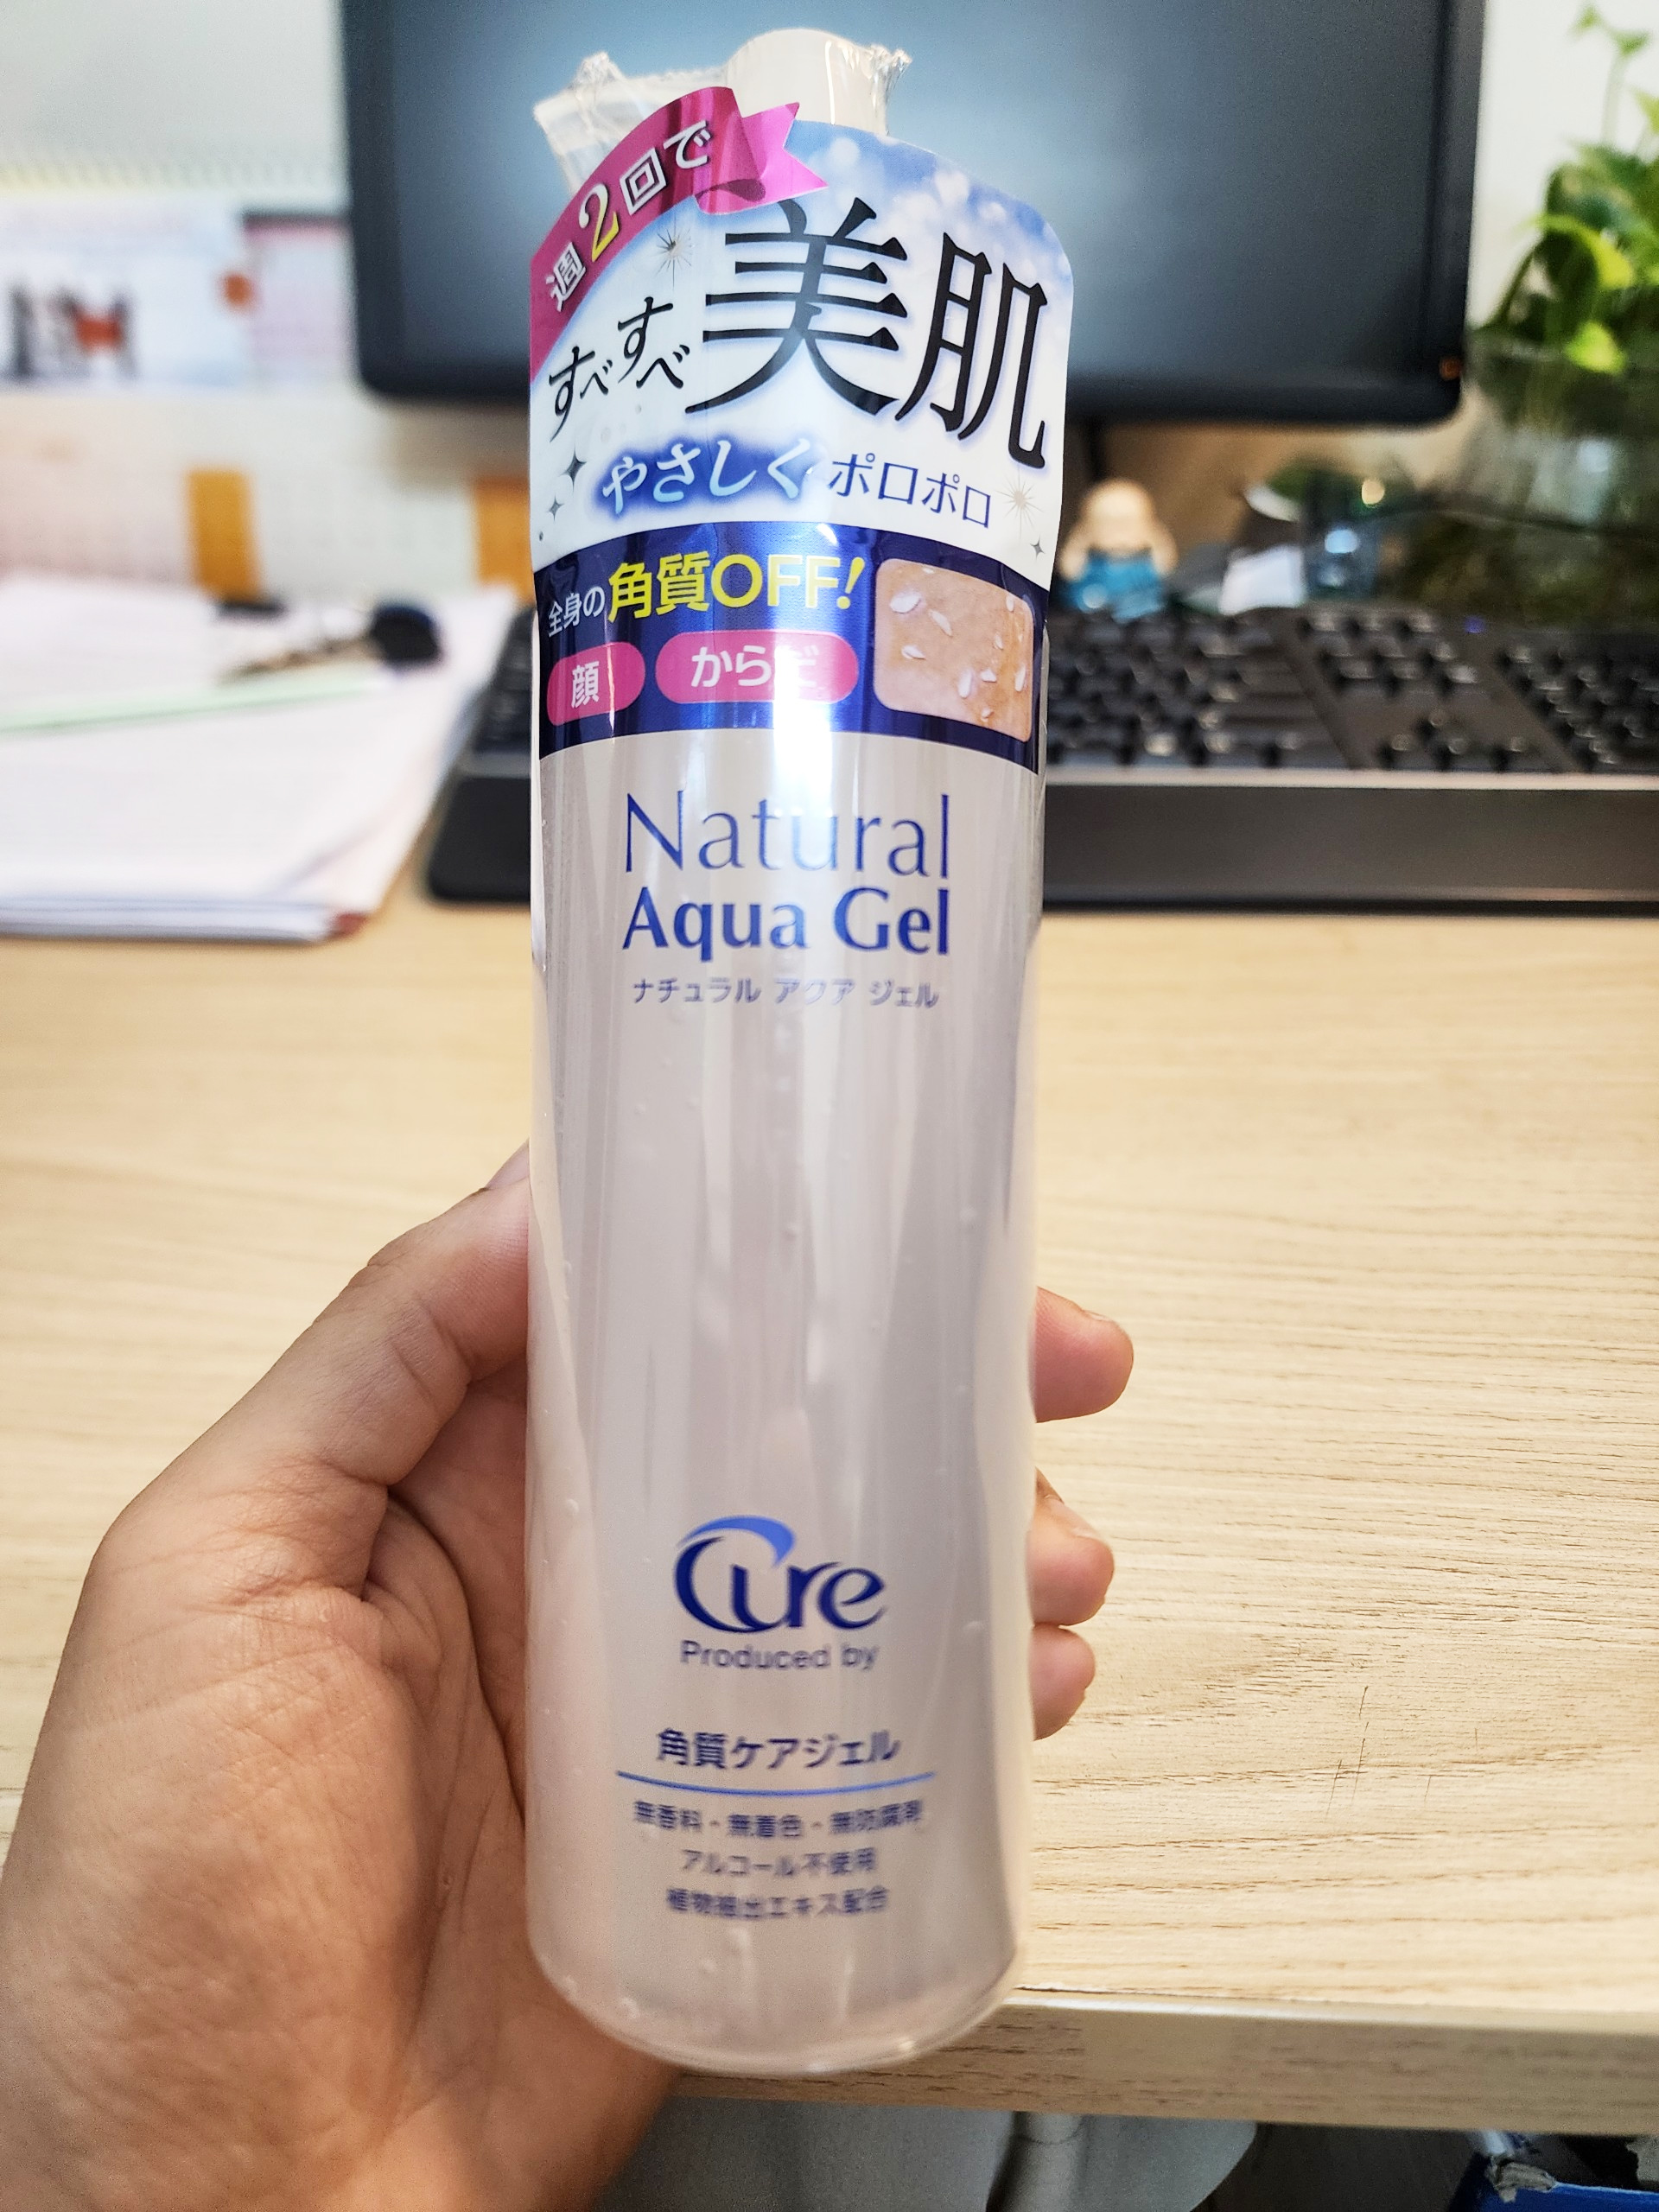 週2回で
すべすべ美肌
やさしくポロポロ
全身の角質OFF!
顔 からだ
Natural
Aqua Gel
ナチュラル アクア ジェル
Cure
Produced by
角質ケアジェル
無香料・無着色・無防腐剤
アルコール不使用
植物抽出エキス配合